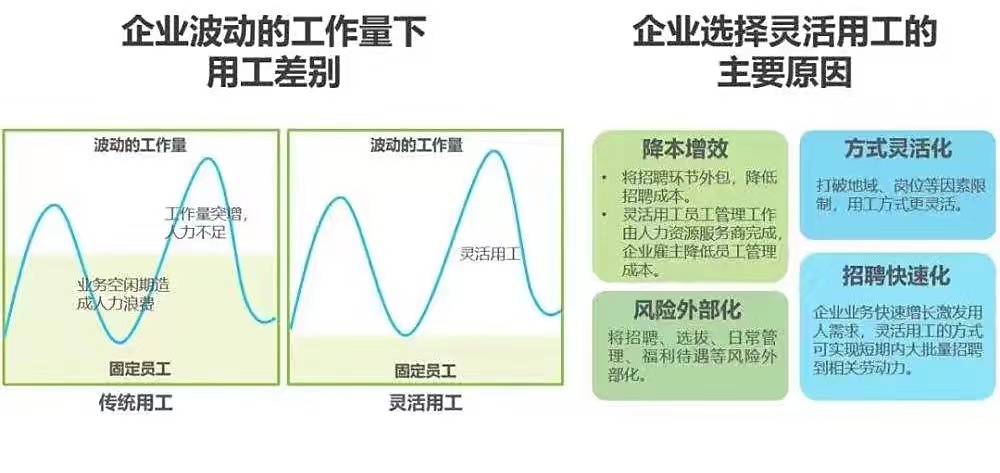 企业波动的工作量下
用工差别
波动的工作量
工作量突增，
人力不足
业务空闲期造
成人力浪费
固定员工
传统用工
波动的工作量
灵活用工
固定员工
灵活用工
企业选择灵活用工的
主要原因
降本增效
• 将招聘环节外包，降低
招聘成本。
• 灵活用工员工管理工作
由人力资源服务商完成，
企业雇主降低员工管理
成本。
方式灵活化
打破地域、岗位等因素限
制，用工方式更灵活。
风险外部化
将招聘、选拔、日常管
理、福利待遇等风险外
部化。
招聘快速化
企业业务快速增长激发用
人需求，灵活用工的方式
可实现短期内大批量招聘
到相关劳动力。